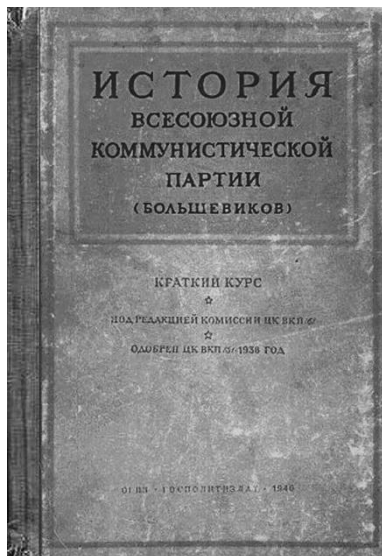 ИСТОРИЯ
ВСЕСОЮЗНОЙ
КОММУНИСТИЧЕСКОЙ
ПАРТИИ
(БОЛЬШЕВИКОВ)
КРАТКИЙ КУРС
ПОД РЕДАКЦИЕЙ КОМИССИИ ЦК ВКП/б/
ОДОБРЕН ЦК ВКП/б/ 1938 ГОД
ОГИЗ · ГОСПОЛИТИЗДАТ · 1946